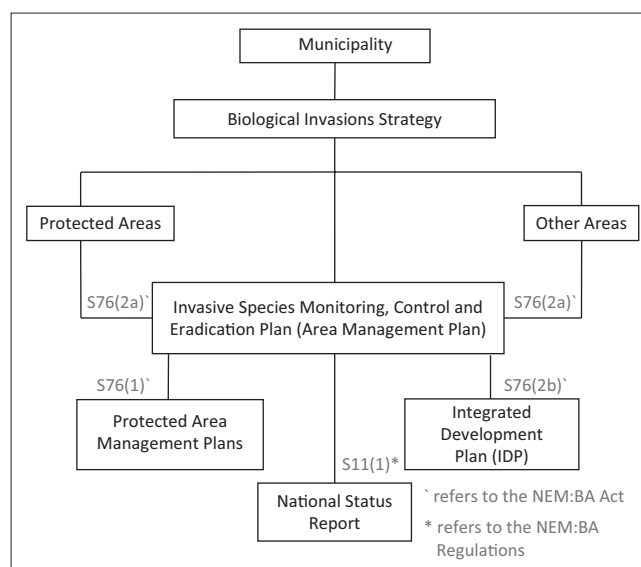 Municipality
Biological Invasions Strategy
Protected Areas
Other Areas
S76(2a)`
S76(2a)`
Invasive Species Monitoring, Control and
Eradication Plan (Area Management Plan)
S76(1)`
S76(2b)`
Protected Area
Management Plans
Integrated
Development
Plan (IDP)
S11(1)*
National Status
Report
` refers to the NEM:BA Act
* refers to the NEM:BA
Regulations